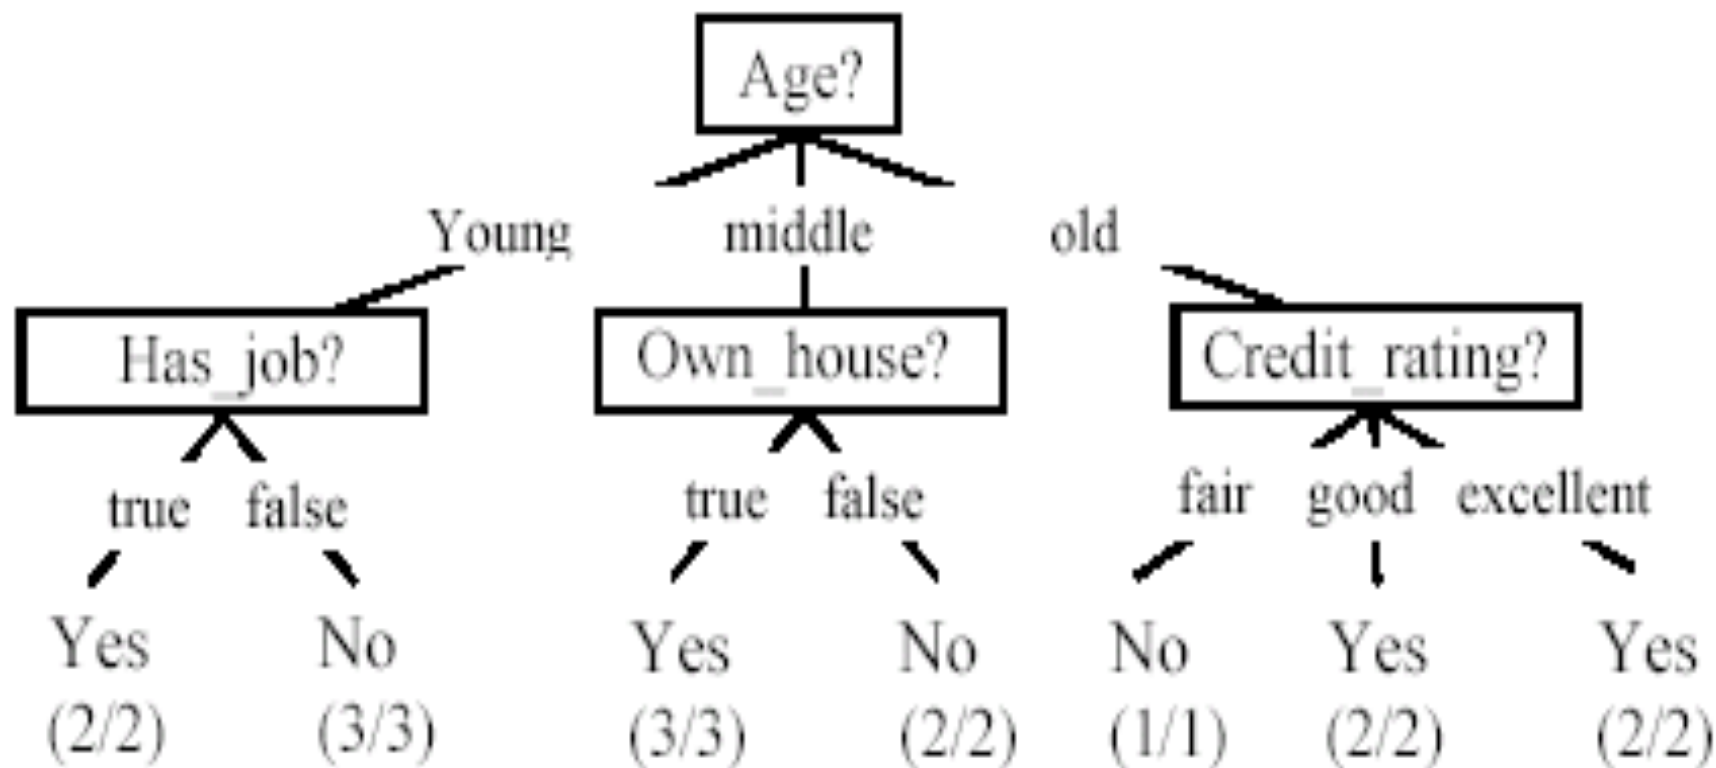 Age?
Young middle old
Has_job? Own_house? Credit_rating?
true false true false fair good excellent
Yes No Yes No No Yes Yes
(2/2) (3/3) (3/3) (2/2) (1/1) (2/2) (2/2)